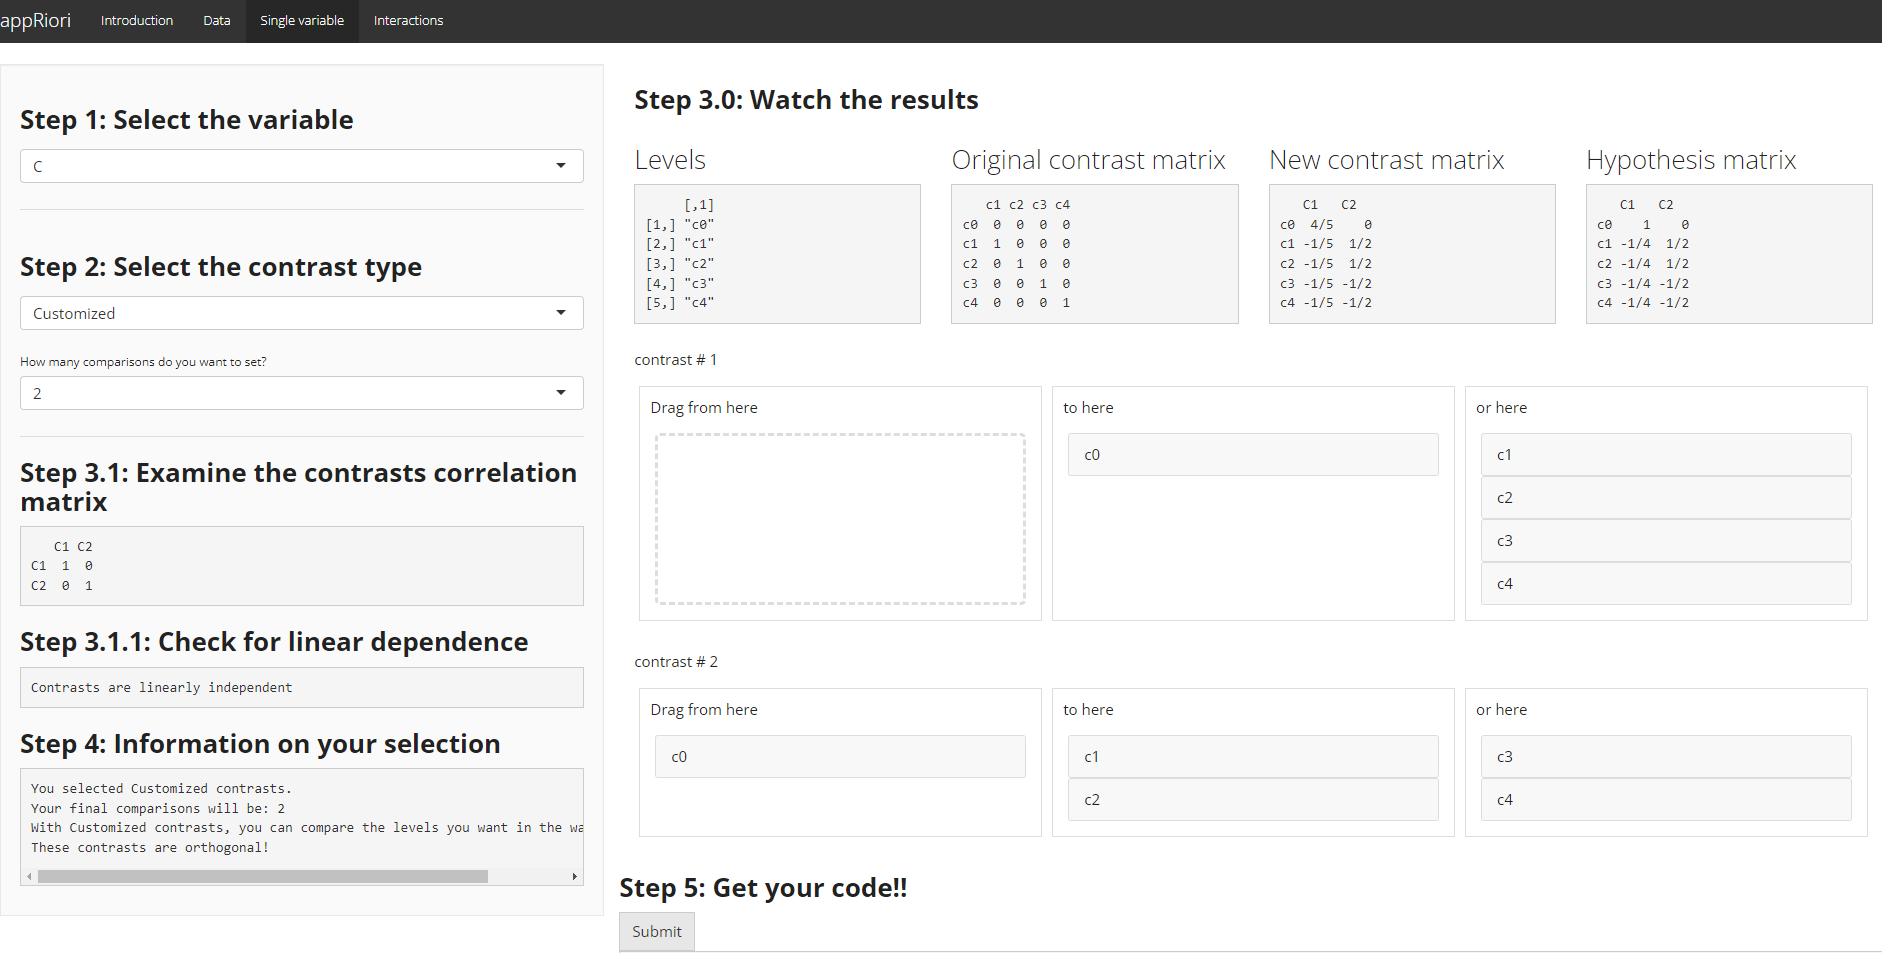 appRiori Introduction Data Single variable Interactions
Step 1: Select the variable
C
Step 2: Select the contrast type
Customized
How many comparisons do you want to set?
2
Step 3.1: Examine the contrasts correlation
matrix
   C1 C2
C1  1  0
C2  0  1
Step 3.1.1: Check for linear dependence
Contrasts are linearly independent
Step 4: Information on your selection
You selected Customized contrasts.
Your final comparisons will be: 2
With Customized contrasts, you can compare the levels you want in the wa
These contrasts are orthogonal!
Step 3.0: Watch the results
Levels
     [,1]
[1,] "c0"
[2,] "c1"
[3,] "c2"
[4,] "c3"
[5,] "c4"
Original contrast matrix
   c1 c2 c3 c4
c0  0  0  0  0
c1  1  0  0  0
c2  0  1  0  0
c3  0  0  1  0
c4  0  0  0  1
New contrast matrix
   C1   C2
c0  4/5    0
c1 -1/5  1/2
c2 -1/5  1/2
c3 -1/5 -1/2
c4 -1/5 -1/2
Hypothesis matrix
   C1   C2
c0    1    0
c1 -1/4  1/2
c2 -1/4  1/2
c3 -1/4 -1/2
c4 -1/4 -1/2
contrast # 1
Drag from here
to here
c0
or here
c1
c2
c3
c4
contrast # 2
Drag from here
c0
to here
c1
c2
or here
c3
c4
Step 5: Get your code!!
Submit